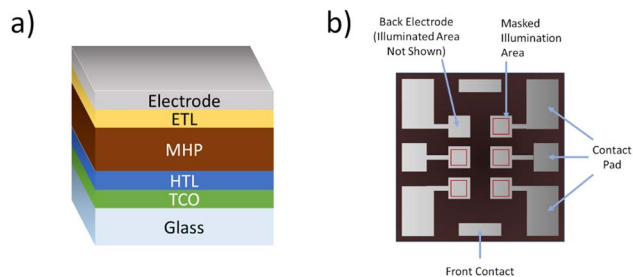 a)
Electrode
ETL
MHP
HTL
TCO
Glass
b)
Back Electrode
(Illuminated Area
Not Shown)
Masked
Illumination
Area
Contact
Pad
Front Contact